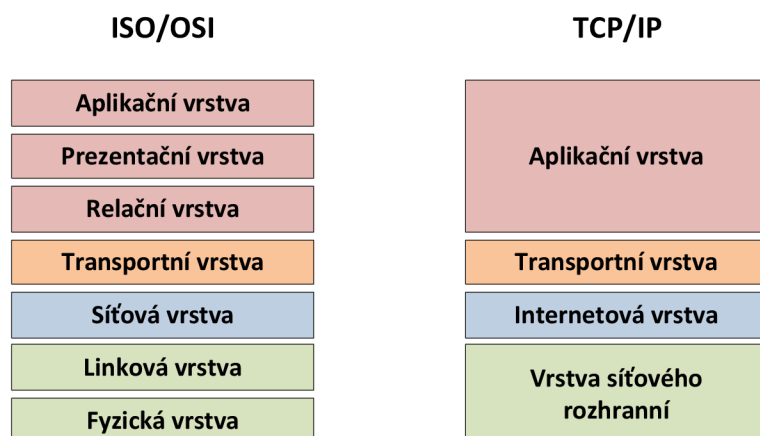 ISO/OSI
Aplikační vrstva
Prezentační vrstva
Relační vrstva
Transportní vrstva
Síťová vrstva
Linková vrstva
Fyzická vrstva
TCP/IP
Aplikační vrstva
Transportní vrstva
Internetová vrstva
Vrstva síťového
rozhranní